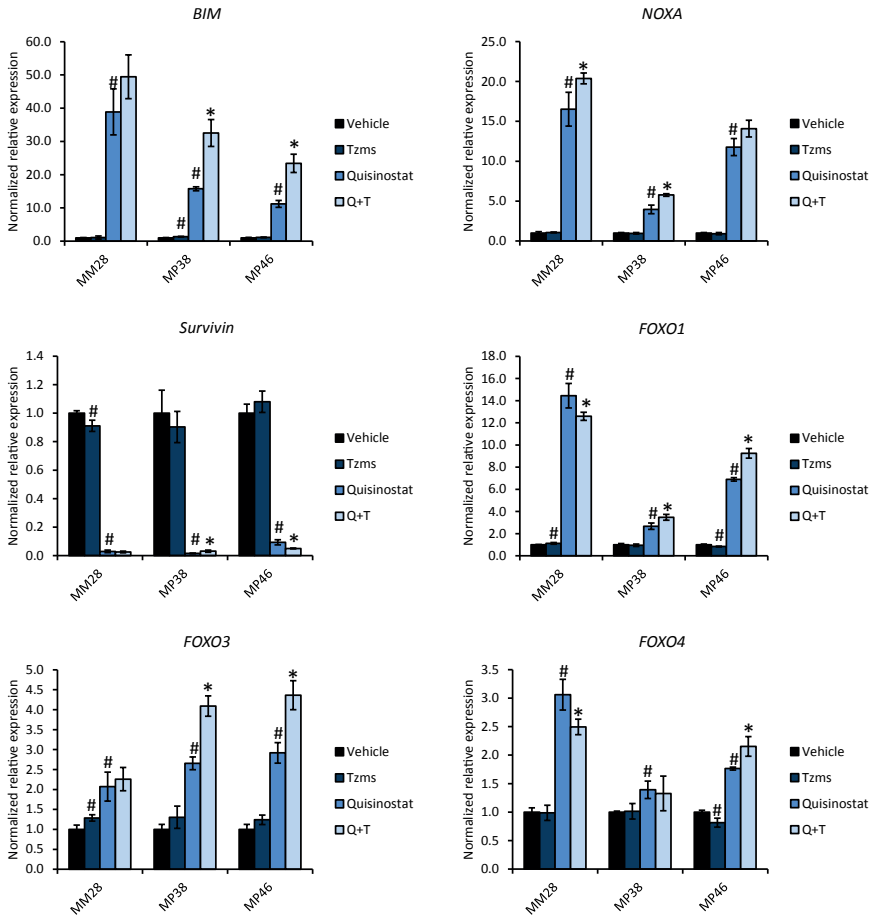 BIM
Normalized relative expression
60.0
50.0
40.0
30.0
20.0
10.0
0.0
#
#
#
*
#
*
MM28
MP38
MP46
Vehicle
Tzms
Quisinostat
Q+T
NOXA
Normalized relative expression
25.0
20.0
15.0
10.0
5.0
0.0
#
*
#
*
#
MM28
MP38
MP46
Vehicle
Tzms
Quisinostat
Q+T
Survivin
Normalized relative expression
1.4
1.2
1.0
0.8
0.6
0.4
0.2
0.0
#
#
#
*
#
*
MM28
MP38
MP46
Vehicle
Tzms
Quisinostat
Q+T
FOXO1
Normalized relative expression
18.0
16.0
14.0
12.0
10.0
8.0
6.0
4.0
2.0
0.0
#
#
*
#
*
#
#
*
MM28
MP38
MP46
Vehicle
Tzms
Quisinostat
Q+T
FOXO3
Normalized relative expression
5.0
4.5
4.0
3.5
3.0
2.5
2.0
1.5
1.0
0.5
0.0
#
#
#
*
#
*
MM28
MP38
MP46
Vehicle
Tzms
Quisinostat
Q+T
FOXO4
Normalized relative expression
3.5
3.0
2.5
2.0
1.5
1.0
0.5
0.0
#
*
#
#
#
*
MM28
MP38
MP46
Vehicle
Tzms
Quisinostat
Q+T